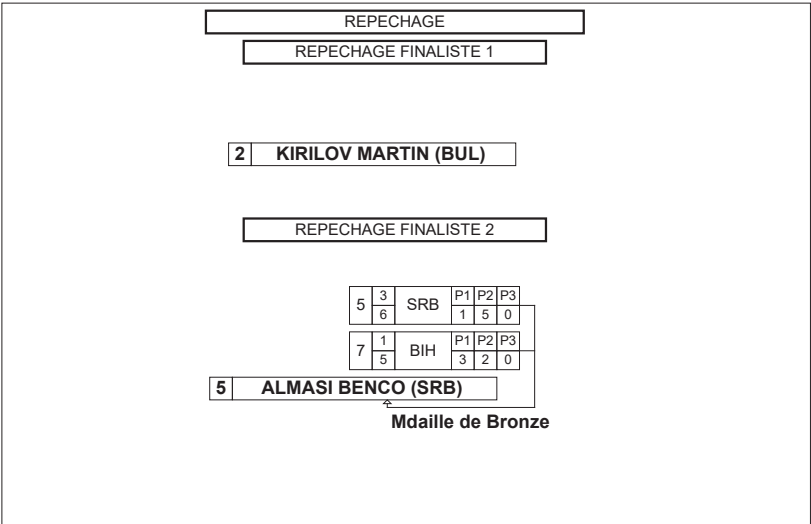 REPECHAGE
REPECHAGE FINALISTE 1
2 KIRILOV MARTIN (BUL)
REPECHAGE FINALISTE 2
5 3 SRB P1 P2 P3
6 1 5 0
7 1 BIH P1 P2 P3
5 3 2 0
5 ALMASI BENCO (SRB)
Mdaille de Bronze